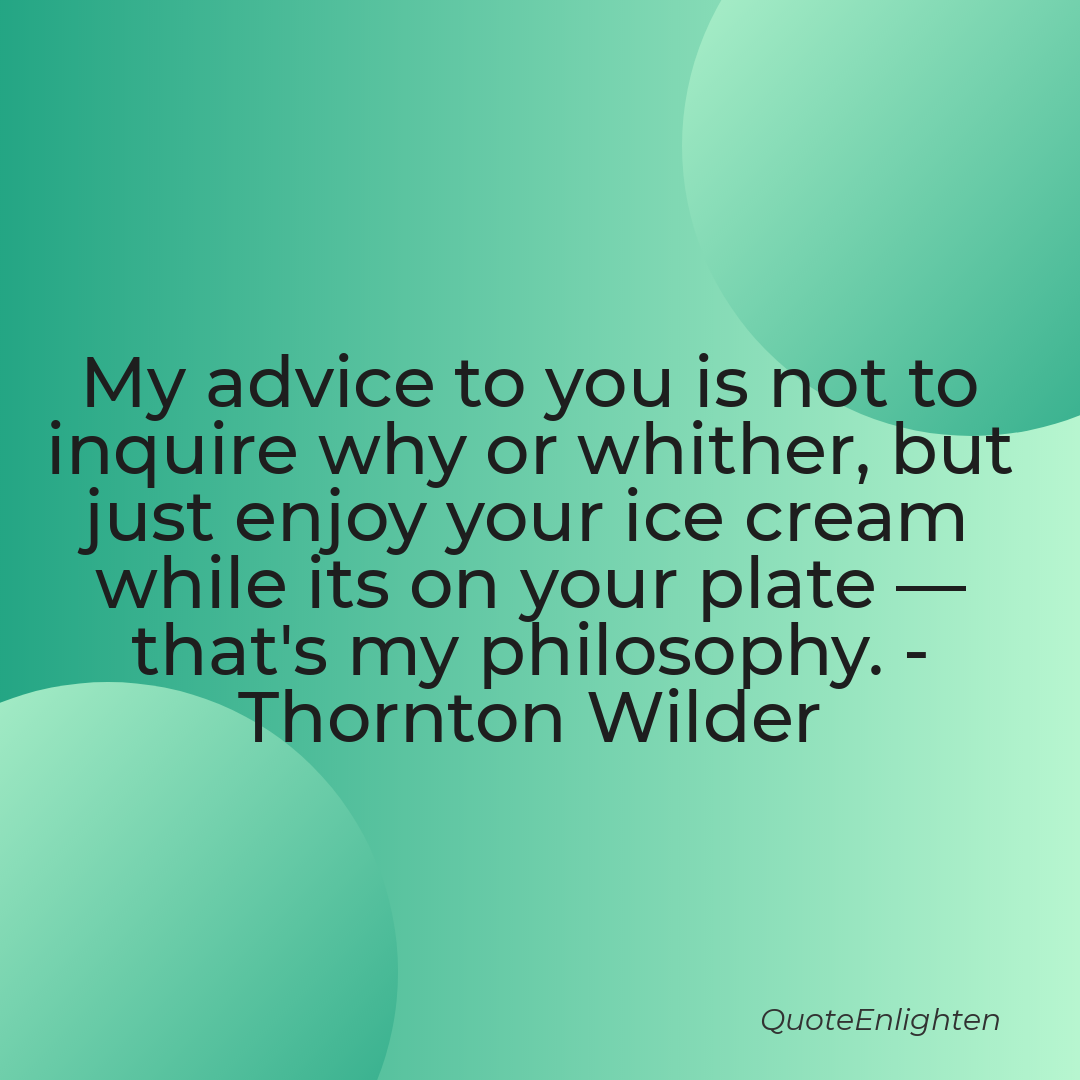 My advice to you is not to
inquire why or whither, but
just enjoy your ice cream
while its on your plate —
that's my philosophy. -
Thornton Wilder
QuoteEnlighten